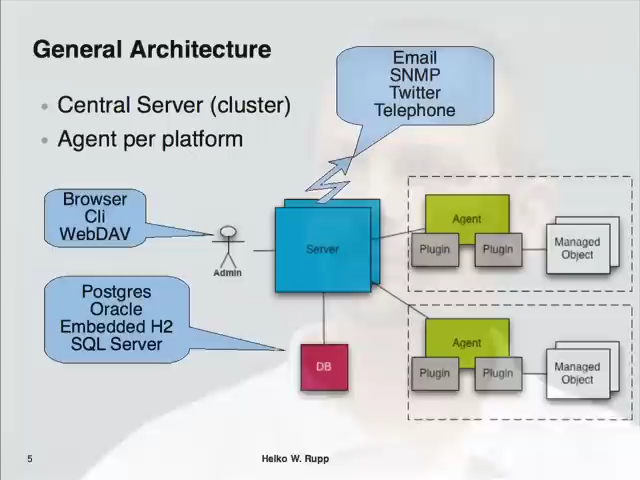 General Architecture
• Central Server (cluster)
• Agent per platform
Email
SNMP
Twitter
Telephone
Browser
Cli
WebDAV
Admin
Server
Agent
Plugin
Plugin
Managed
Object
Postgres
Oracle
Embedded H2
SQL Server
DB
Agent
Plugin
Plugin
Managed
Object
5
Heiko W. Rupp